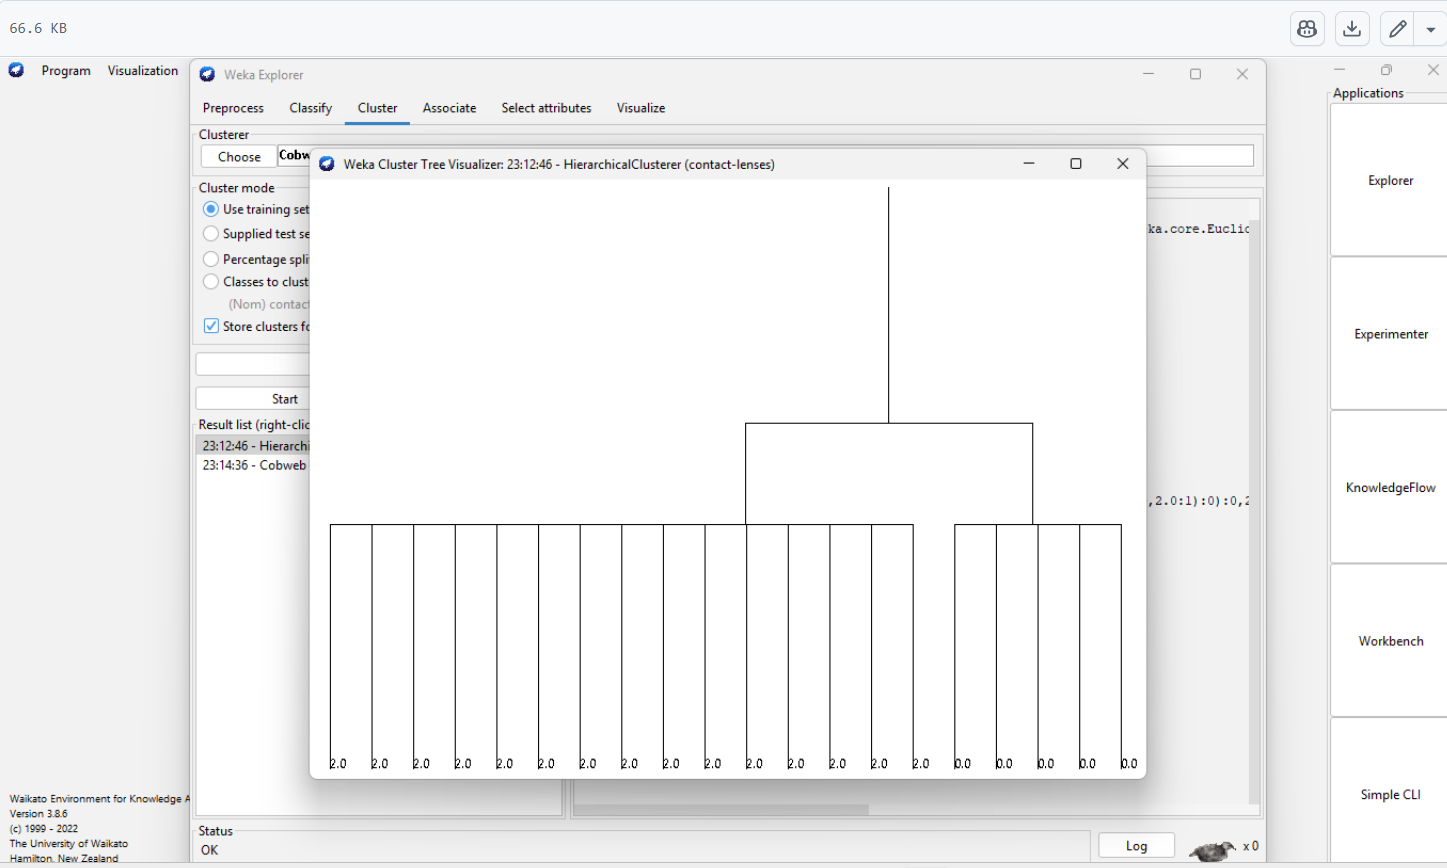 66.6 KB
Program Visualization
Weka Explorer
Preprocess Classify Cluster Associate Select attributes Visualize
Clusterer
Choose Cobw
Weka Cluster Tree Visualizer: 23:12:46 - HierarchicalClusterer (contact-lenses)
Cluster mode
Use training set
Supplied test se
Percentage spli
Classes to clust
(Nom) contac
Store clusters fo
Start
Result list (right-clic
23:12:46 - Hierarchi
23:14:36 - Cobweb
ka.core.Euclid
,2.0:1):0):0,2
2.0 2.0 2.0 2.0 2.0 2.0 2.0 2.0 2.0 2.0 2.0 2.0 2.0 2.0 2.0 0.0 0.0 0.0 0.0 0.0
Status
OK
Log
x 0
Applications
Explorer
Experimenter
KnowledgeFlow
Workbench
Simple CLI
Waikato Environment for Knowledge A
Version 3.8.6
(c) 1999 - 2022
The University of Waikato
Hamilton, New Zealand